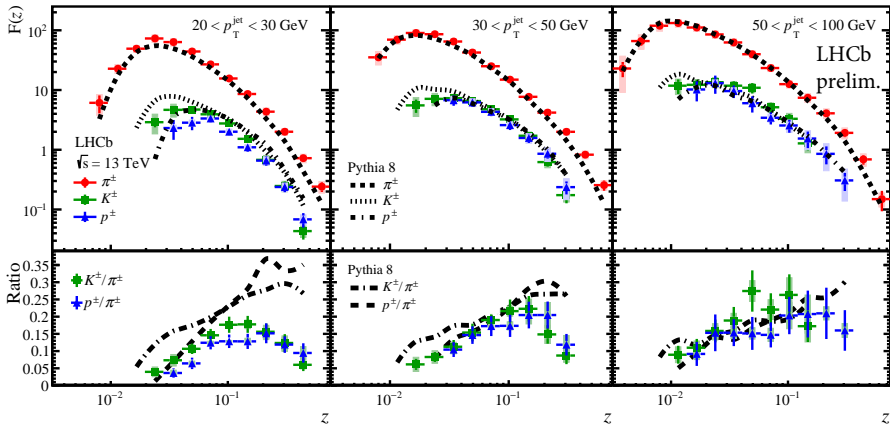 F(z)
20 < p_T^jet < 30 GeV
30 < p_T^jet < 50 GeV
50 < p_T^jet < 100 GeV
LHCb
prelim.
10²
10
1
10⁻¹
LHCb
√s = 13 TeV
π±
K±
p±
Pythia 8
π±
K±
p±
Ratio
0.35
0.3
0.25
0.2
0.15
0.1
0.05
0
K±/π±
p±/π±
Pythia 8
K±/π±
p±/π±
10⁻² 10⁻¹ z
10⁻² 10⁻¹ z
10⁻² 10⁻¹ z